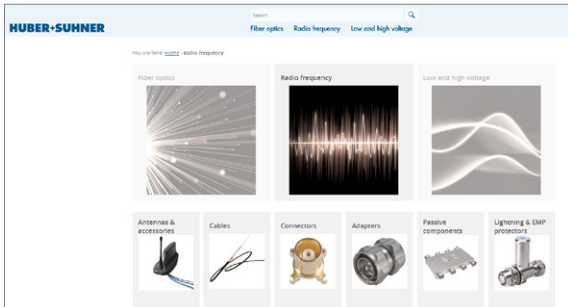 Search
HUBER+SUHNER
Fiber optics Radio frequency Low and high voltage
You are here: Home - Radio frequency
Fiber optics
Radio frequency
Low and high voltage
Antennas &
accessories
Cables
Connectors
Adapters
Passive
components
Lightning & EMP
protectors